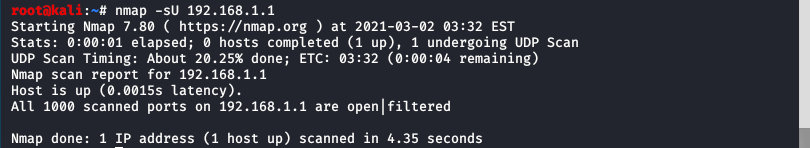 root@kali:~# nmap -sU 192.168.1.1
Starting Nmap 7.80 ( https://nmap.org ) at 2021-03-02 03:32 EST
Stats: 0:00:01 elapsed; 0 hosts completed (1 up), 1 undergoing UDP Scan
UDP Scan Timing: About 20.25% done; ETC: 03:32 (0:00:04 remaining)
Nmap scan report for 192.168.1.1
Host is up (0.0015s latency).
All 1000 scanned ports on 192.168.1.1 are open|filtered
Nmap done: 1 IP address (1 host up) scanned in 4.35 seconds